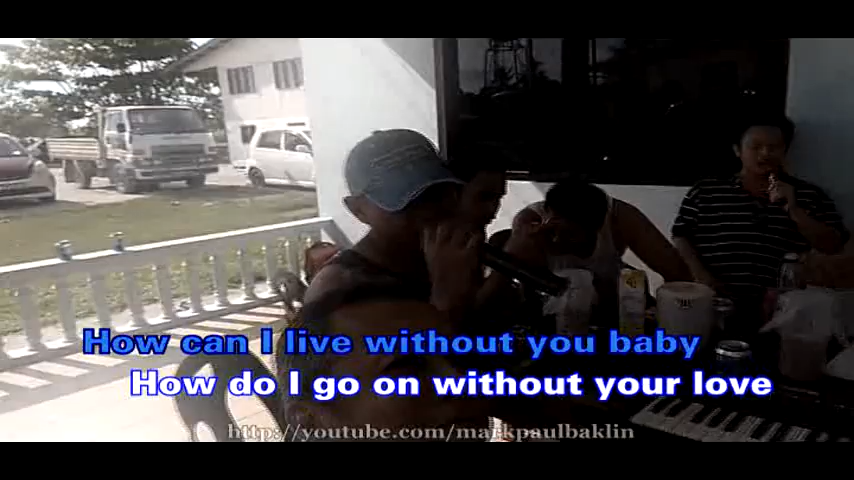 How can I live without you baby
How do I go on without your love
http://youtube.com/markpaulbaklin